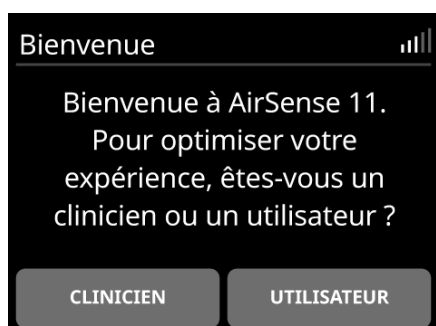 Bienvenue
Bienvenue à AirSense 11.
Pour optimiser votre
expérience, êtes-vous un
clinicien ou un utilisateur ?
CLINICIEN
UTILISATEUR